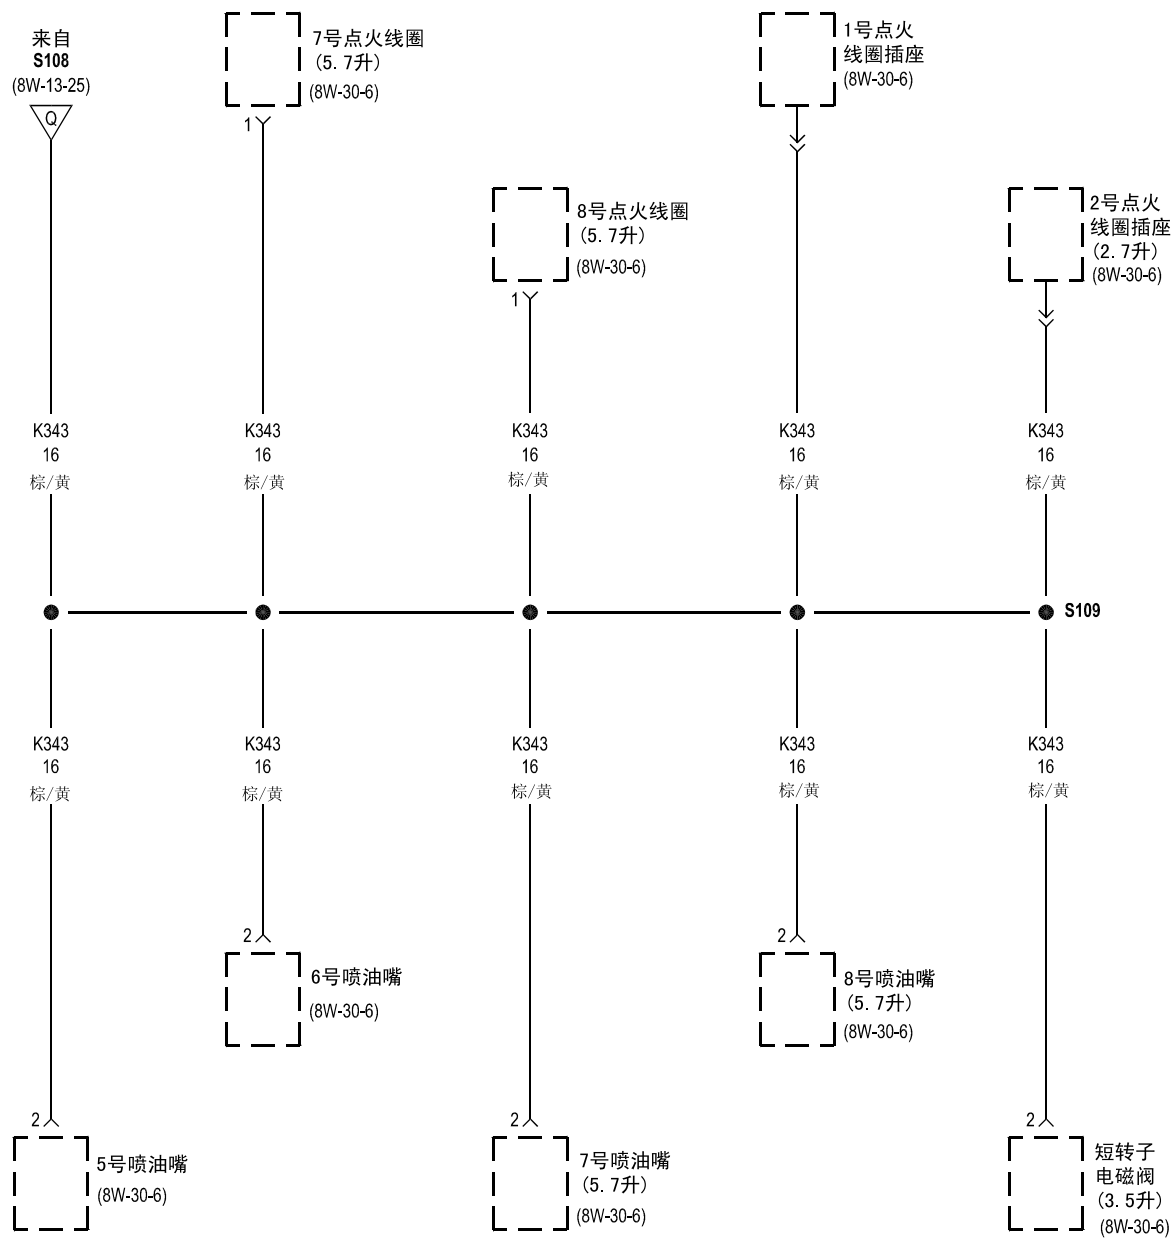 来自
S108
(8W-13-25)
Q
7号点火线圈
(5.7升)
(8W-30-6)
1
8号点火线圈
(5.7升)
(8W-30-6)
1
1号点火
线圈插座
(8W-30-6)
2号点火
线圈插座
(2.7升)
(8W-30-6)
K343
16
棕/黄
K343
16
棕/黄
K343
16
棕/黄
K343
16
棕/黄
K343
16
棕/黄
S109
K343
16
棕/黄
K343
16
棕/黄
K343
16
棕/黄
K343
16
棕/黄
K343
16
棕/黄
2
6号喷油嘴
(8W-30-6)
2
8号喷油嘴
(5.7升)
(8W-30-6)
2
5号喷油嘴
(8W-30-6)
2
7号喷油嘴
(5.7升)
(8W-30-6)
2
短转子
电磁阀
(3.5升)
(8W-30-6)